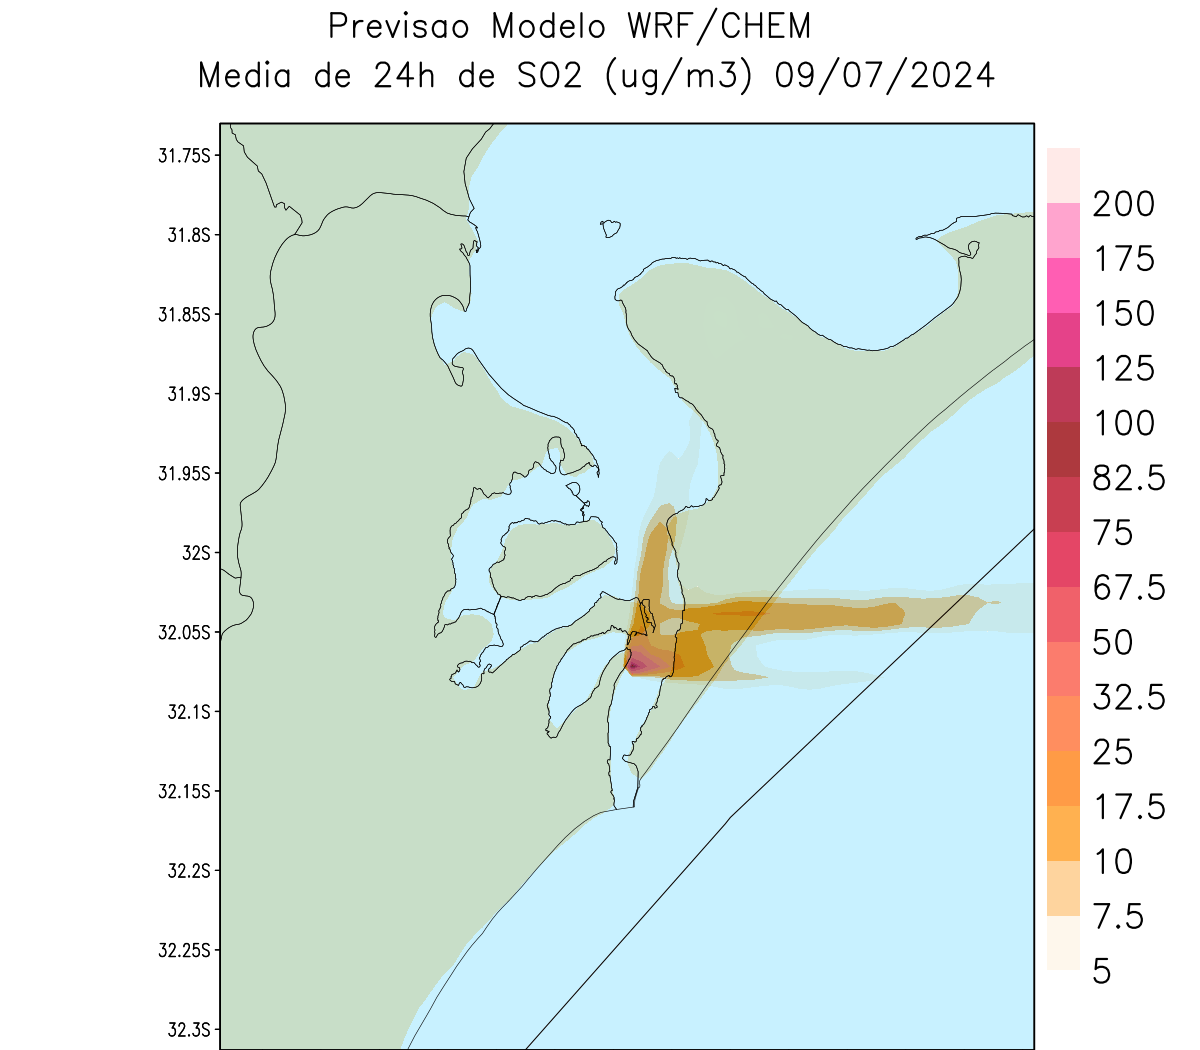 Previsao Modelo WRF/CHEM
Media de 24h de SO2 (ug/m3) 09/07/2024
31.75S
31.8S
31.85S
31.9S
31.95S
32S
32.05S
32.1S
32.15S
32.2S
32.25S
32.3S
200
175
150
125
100
82.5
75
67.5
50
32.5
25
17.5
10
7.5
5